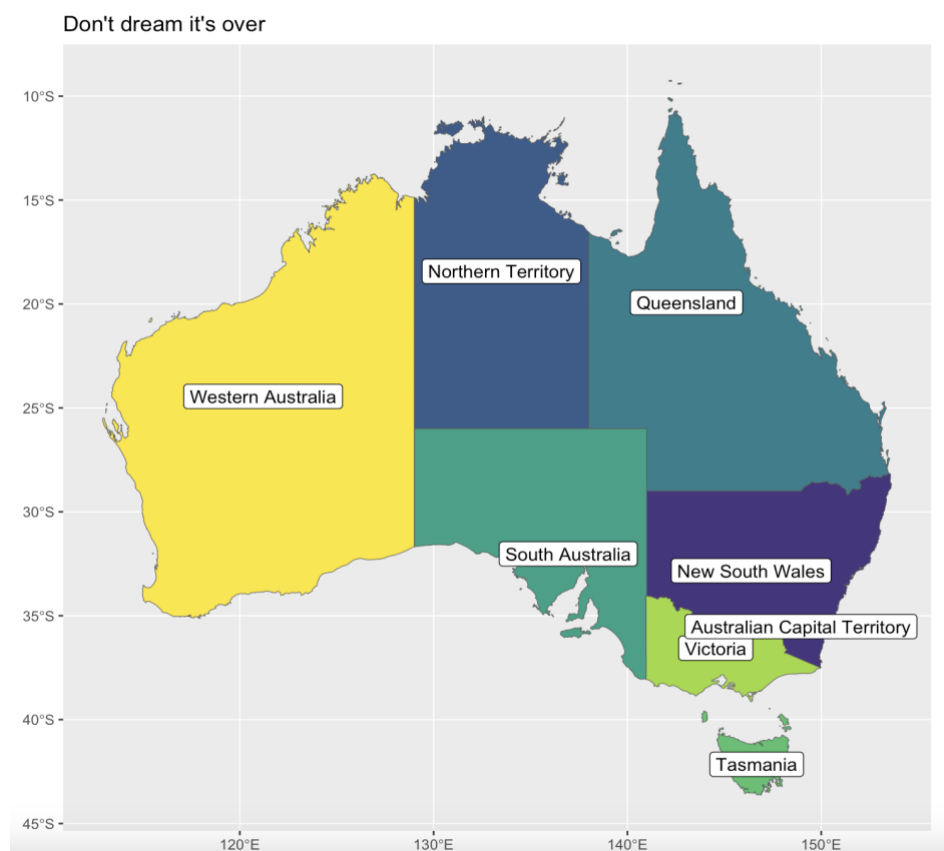 Don't dream it's over
10°S
15°S
20°S
25°S
30°S
35°S
40°S
45°S
Northern Territory
Queensland
Western Australia
South Australia
New South Wales
Australian Capital Territory
Victoria
Tasmania
120°E
130°E
140°E
150°E